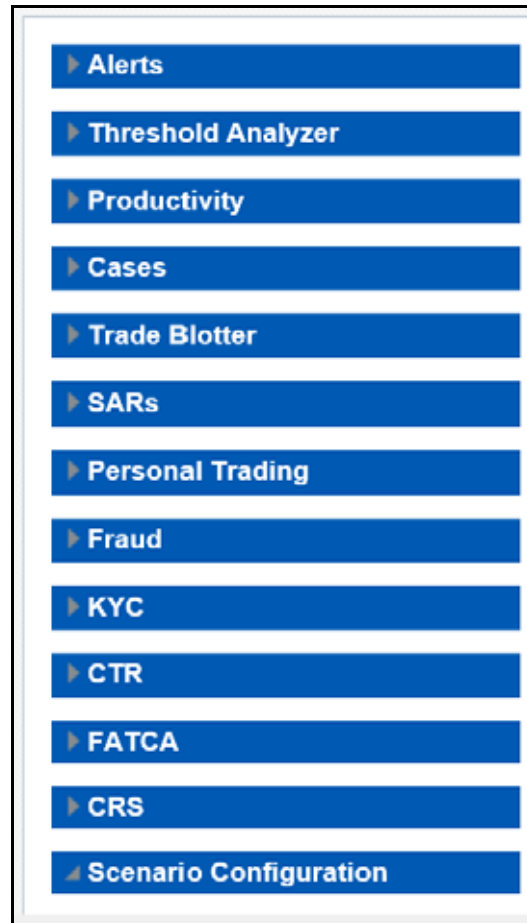 Alerts
Threshold Analyzer
Productivity
Cases
Trade Blotter
SARs
Personal Trading
Fraud
KYC
CTR
FATCA
CRS
Scenario Configuration